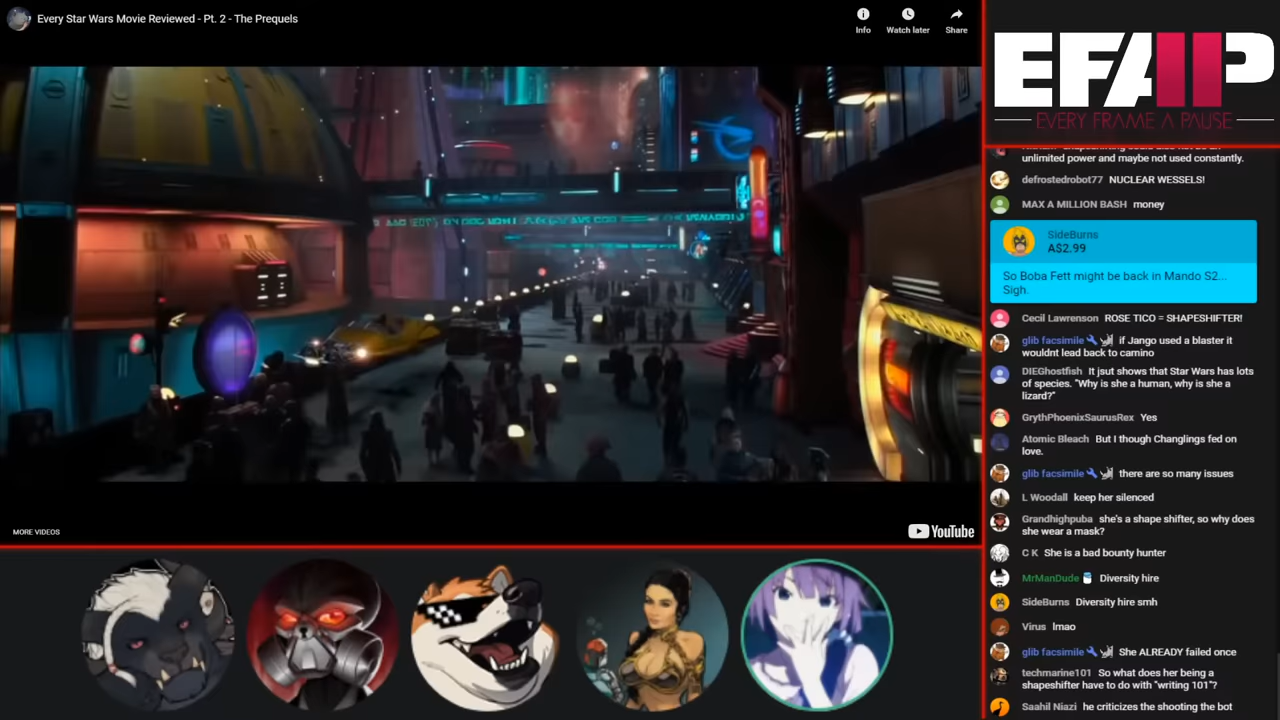 Every Star Wars Movie Reviewed - Pt. 2 - The Prequels
Info
Watch later
Share
MORE VIDEOS
YouTube
EFAP
EVERY FRAME A PAUSE
unlimited power and maybe not used constantly.
defrostedrobot77 NUCLEAR WESSELS!
MAX A MILLION BASH money
SideBurns
A$2.99
So Boba Fett might be back in Mando S2...
Sigh.
Cecil Lawrenson ROSE TICO = SHAPESHIFTER!
glib facsimile if Jango used a blaster it
wouldnt lead back to camino
DIEGhostfish It jsut shows that Star Wars has lots
of species. "Why is she a human, why is she a
lizard?"
GrythPhoenixSaurusRex Yes
Atomic Bleach But I though Changlings fed on
love.
glib facsimile there are so many issues
L Woodall keep her silenced
Grandhighpuba she's a shape shifter, so why does
she wear a mask?
C K She is a bad bounty hunter
MrManDude Diversity hire
SideBurns Diversity hire smh
Virus lmao
glib facsimile She ALREADY failed once
techmarine101 So what does her being a
shapeshifter have to do with "writing 101"?
Saahil Niazi he criticizes the shooting the bot